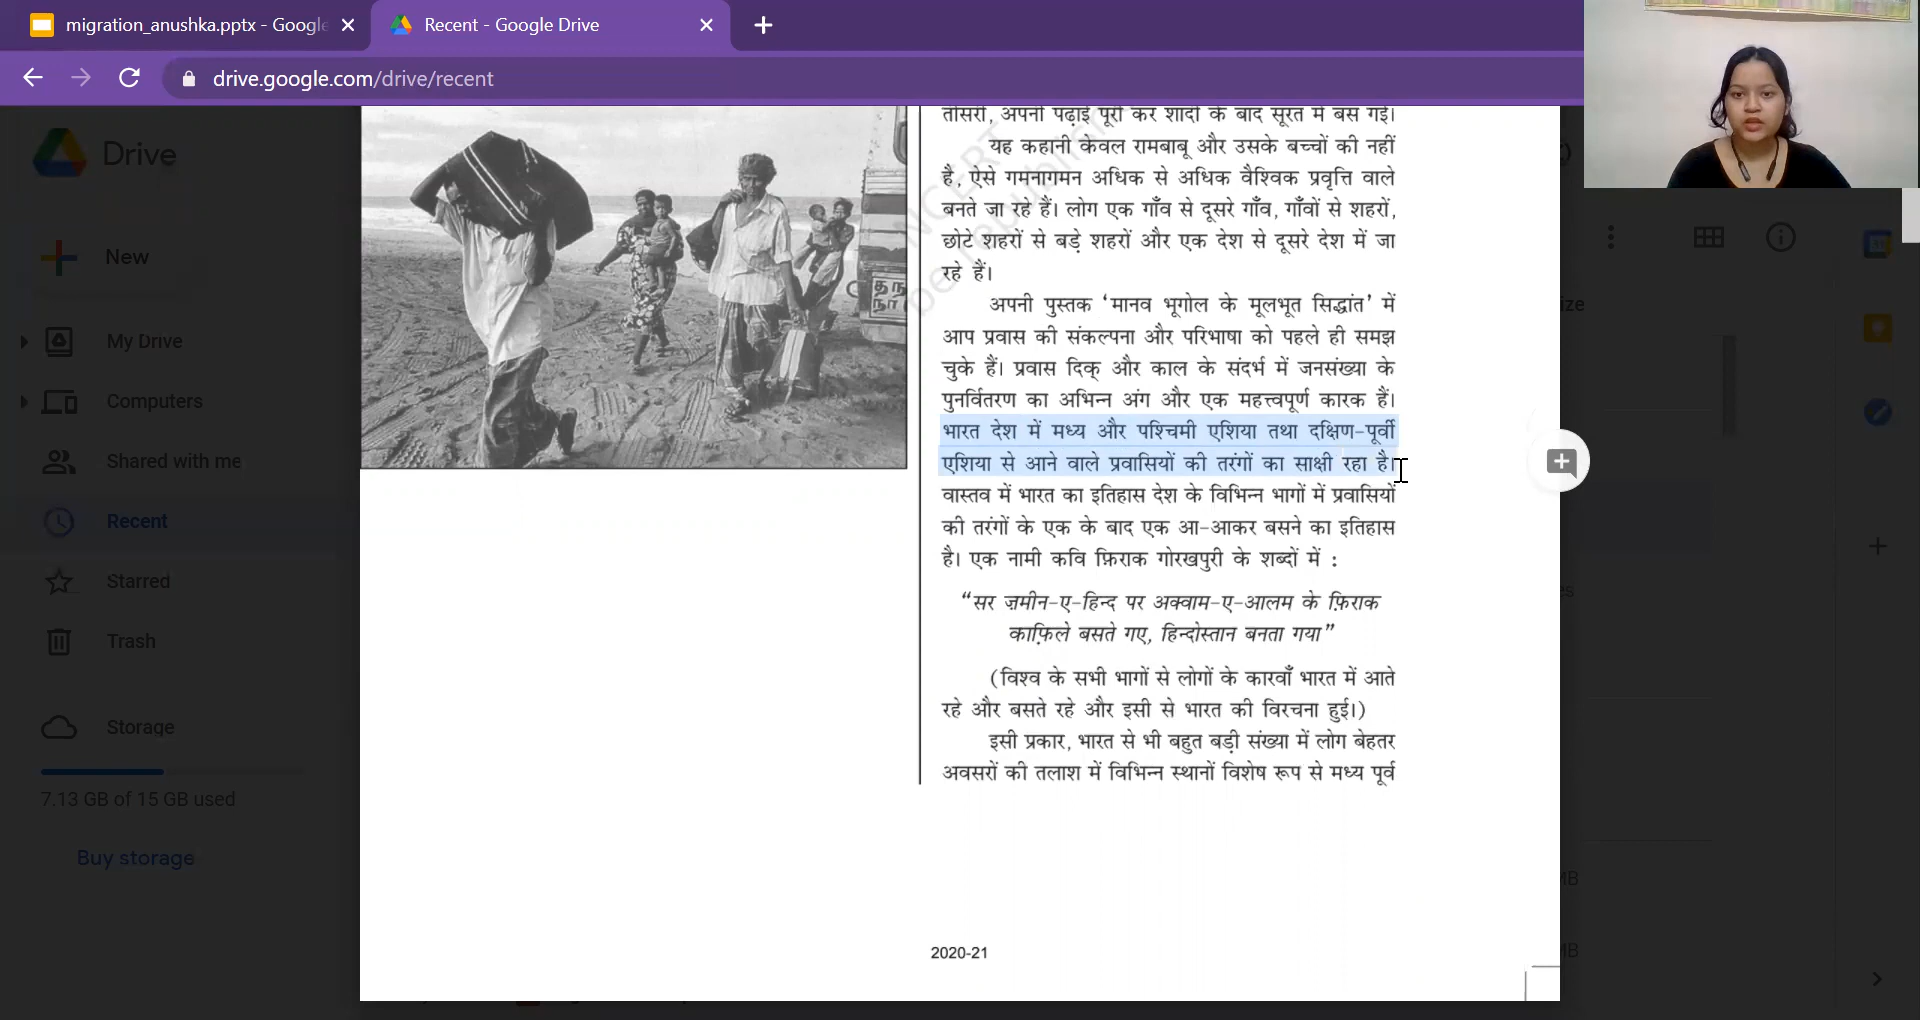 migration_anushka.pptx - Google
Recent - Google Drive
drive.google.com/drive/recent
Drive
New
My Drive
Computers
Shared with me
Recent
Starred
Trash
Storage
7.13 GB of 15 GB used
Buy storage
तीसरी, अपनी पढ़ाई पूरी कर शादी के बाद सूरत में बस गई।
यह कहानी केवल रामबाबू और उसके बच्चों की नहीं
है, ऐसे गमनागमन अधिक से अधिक वैश्विक प्रवृत्ति वाले
बनते जा रहे हैं। लोग एक गाँव से दूसरे गाँव, गाँवों से शहरों,
छोटे शहरों से बड़े शहरों और एक देश से दूसरे देश में जा
रहे हैं।
अपनी पुस्तक ‘मानव भूगोल के मूलभूत सिद्धांत’ में
आप प्रवास की संकल्पना और परिभाषा को पहले ही समझ
चुके हैं। प्रवास दिक् और काल के संदर्भ में जनसंख्या के
पुनर्वितरण का अभिन्न अंग और एक महत्त्वपूर्ण कारक हैं।
भारत देश में मध्य और पश्चिमी एशिया तथा दक्षिण-पूर्वी
एशिया से आने वाले प्रवासियों की तरंगों का साक्षी रहा है।
वास्तव में भारत का इतिहास देश के विभिन्न भागों में प्रवासियों
की तरंगों के एक के बाद एक आ-आकर बसने का इतिहास
है। एक नामी कवि फ़िराक गोरखपुरी के शब्दों में :
“सर ज़मीन-ए-हिन्द पर अक्वाम-ए-आलम के फ़िराक
काफ़िले बसते गए, हिन्दोस्तान बनता गया”
(विश्व के सभी भागों से लोगों के कारवाँ भारत में आते
रहे और बसते रहे और इसी से भारत की विरचना हुई।)
इसी प्रकार, भारत से भी बहुत बड़ी संख्या में लोग बेहतर
अवसरों की तलाश में विभिन्न स्थानों विशेष रूप से मध्य पूर्व
2020-21
NCERT
த ந
நா
ize
MB
MB
31